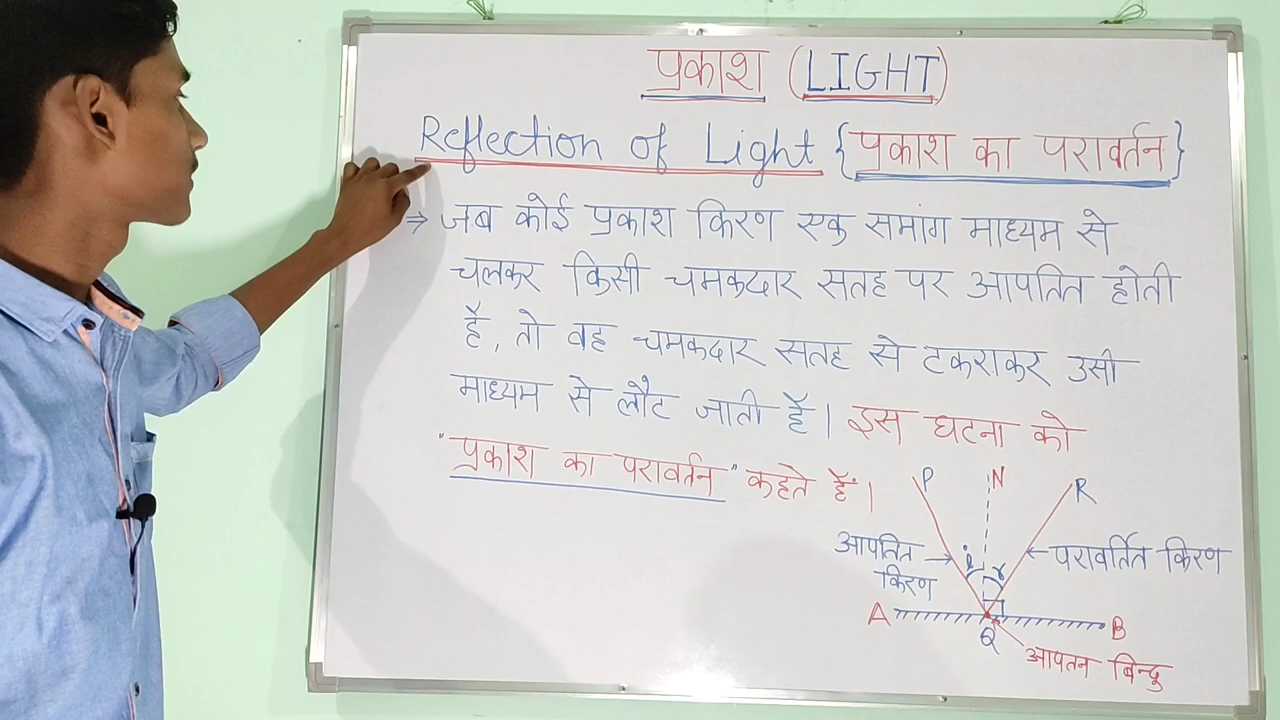 प्रकाश (LIGHT)
Reflection of Light {प्रकाश का परावर्तन}
→ जब कोई प्रकाश किरण एक समांग माध्यम से
चलकर किसी चमकदार सतह पर आपतित होती
है, तो वह चमकदार सतह से टकराकर उसी
माध्यम से लौट जाती है। इस घटना को
"प्रकाश का परावर्तन" कहते हैं।
P N R
आपतित
किरण
परावर्तित किरण
i r
A B
Q
आपतन बिन्दु